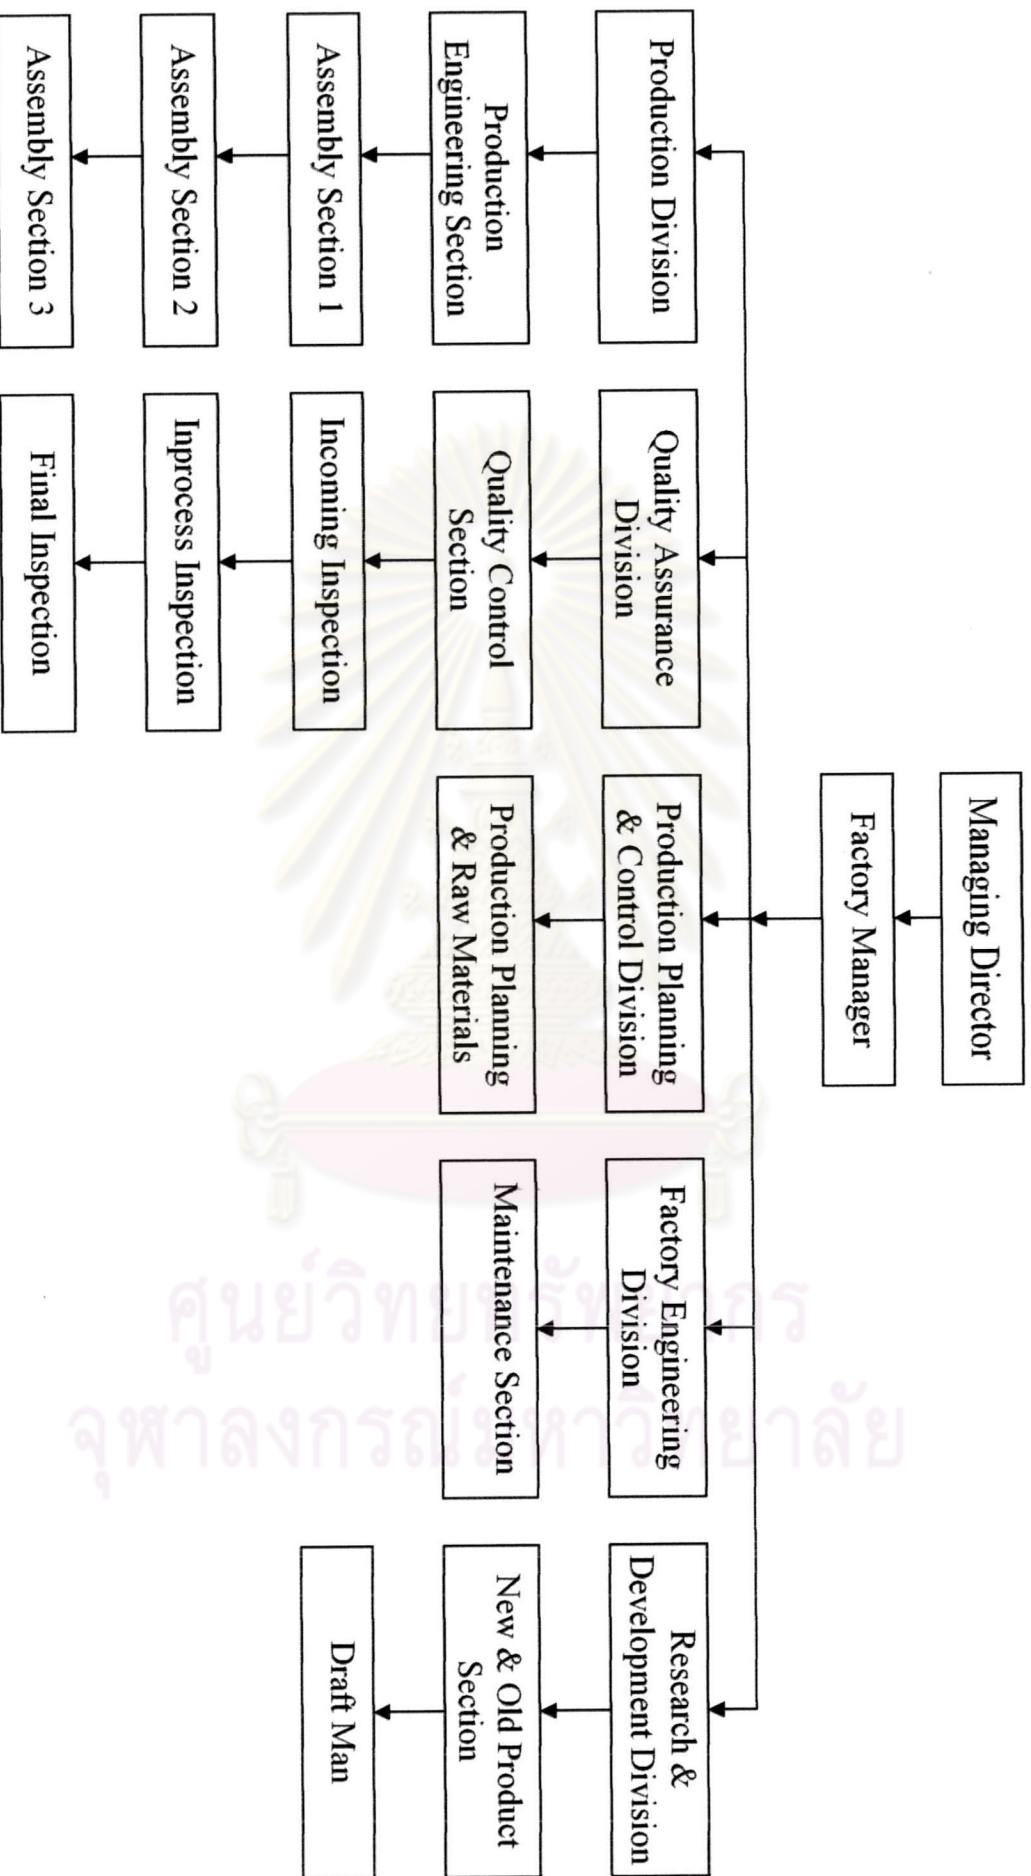 Managing Director
Factory Manager
Production Division
Quality Assurance
Division
Production Planning
& Control Division
Factory Engineering
Division
Research &
Development Division
Production
Engineering Section
Quality Control
Section
Production Planning
& Raw Materials
Maintenance Section
New & Old Product
Section
Assembly Section 1
Incoming Inspection
Draft Man
Assembly Section 2
Inprocess Inspection
Assembly Section 3
Final Inspection
ศูนย์วิทยทรัพยากร
จุฬาลงกรณ์มหาวิทยาลัย